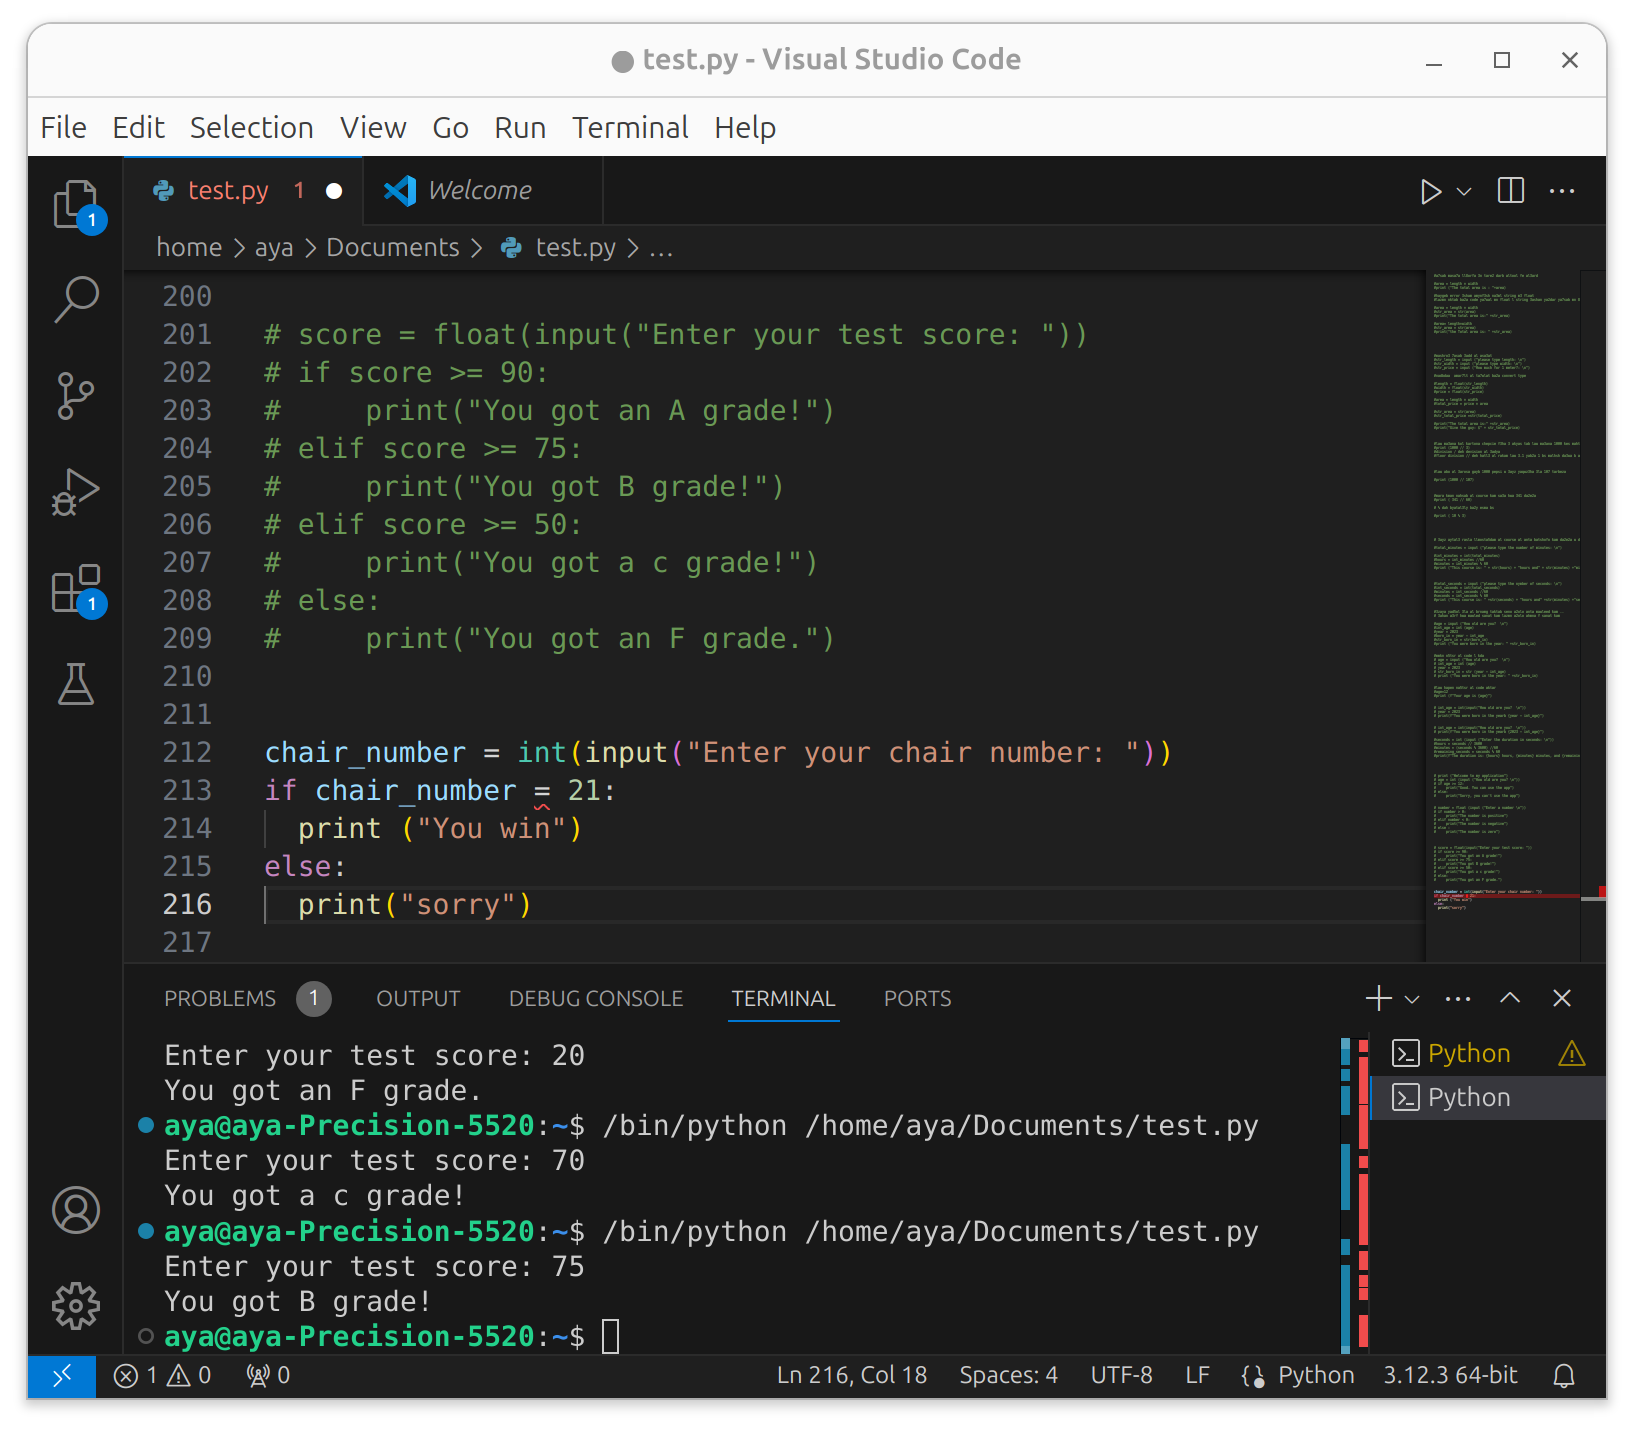 test.py - Visual Studio Code
File Edit Selection View Go Run Terminal Help
test.py 1 Welcome
home > aya > Documents > test.py > ...
200
201 # score = float(input("Enter your test score: "))
202 # if score >= 90:
203 #     print("You got an A grade!")
204 # elif score >= 75:
205 #     print("You got B grade!")
206 # elif score >= 50:
207 #     print("You got a c grade!")
208 # else:
209 #     print("You got an F grade.")
210
211
212 chair_number = int(input("Enter your chair number: "))
213 if chair_number = 21:
214   print ("You win")
215 else:
216   print("sorry")
217
PROBLEMS 1 OUTPUT DEBUG CONSOLE TERMINAL PORTS
Enter your test score: 20
You got an F grade.
aya@aya-Precision-5520:~$ /bin/python /home/aya/Documents/test.py
Enter your test score: 70
You got a c grade!
aya@aya-Precision-5520:~$ /bin/python /home/aya/Documents/test.py
Enter your test score: 75
You got B grade!
aya@aya-Precision-5520:~$
Python
Python
1
1
1 0 0 Ln 216, Col 18 Spaces: 4 UTF-8 LF Python 3.12.3 64-bit